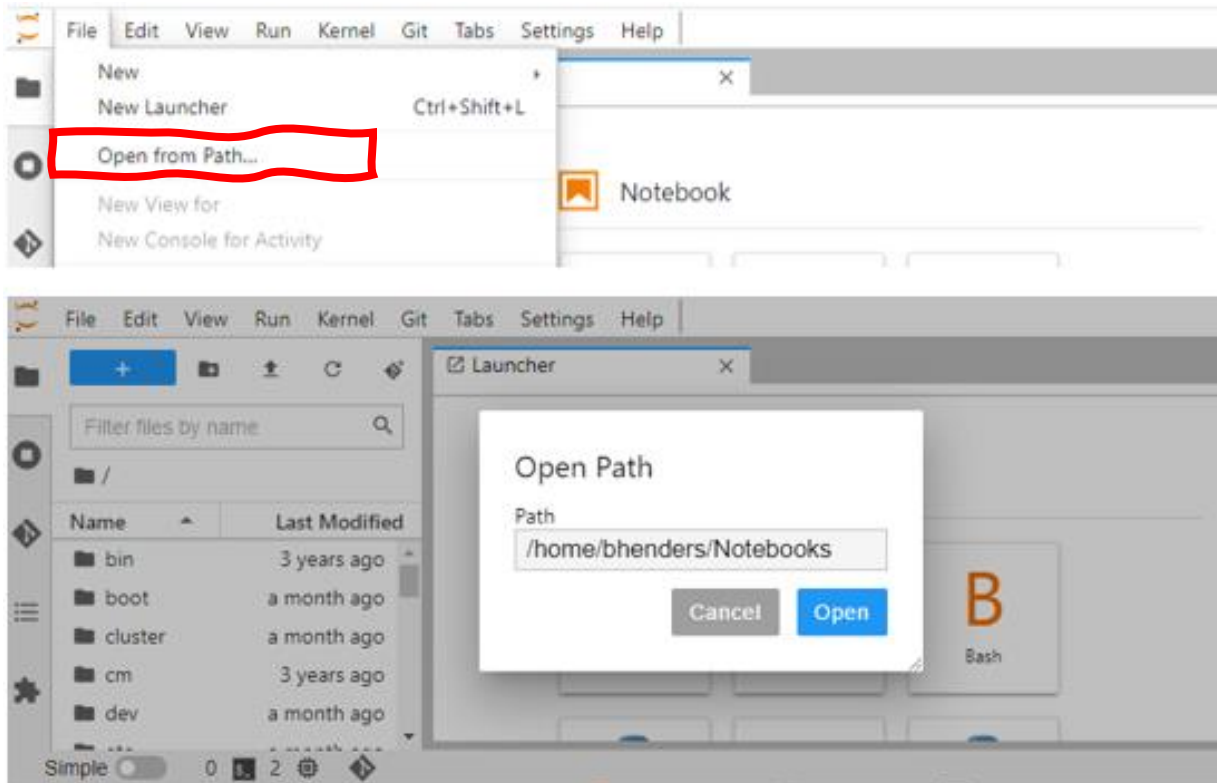 File Edit View Run Kernel Git Tabs Settings Help
New
New Launcher Ctrl+Shift+L
Open from Path...
New View for
New Console for Activity
Notebook
File Edit View Run Kernel Git Tabs Settings Help
+
Launcher
Filter files by name
/
Name Last Modified
bin 3 years ago
boot a month ago
cluster a month ago
cm 3 years ago
dev a month ago
Open Path
Path
/home/bhenders/Notebooks
Cancel Open
B
Bash
Simple 0 2